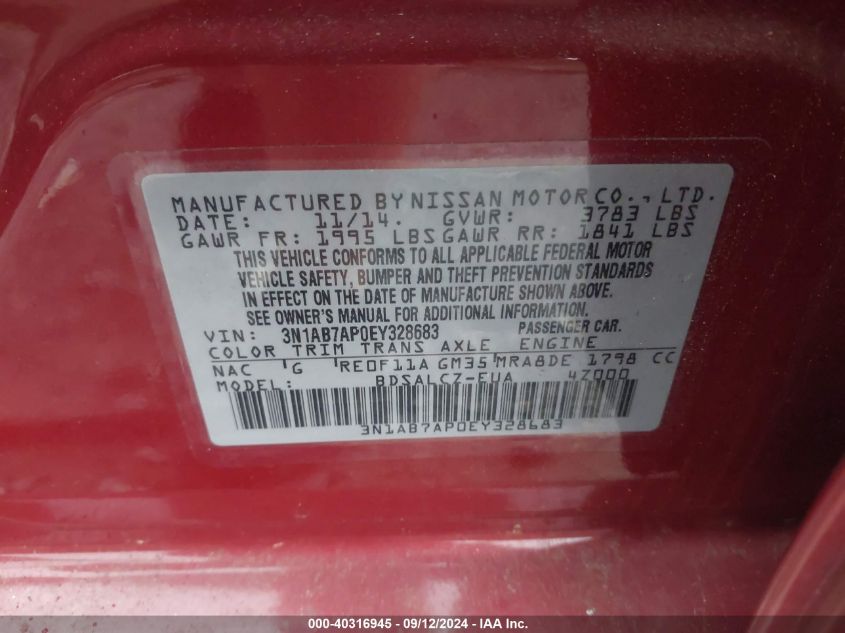 MANUFACTURED BY NISSAN MOTOR CO., LTD.
DATE: 11/14. GVWR: 3783 LBS
GAWR FR: 1995 LBS GAWR RR: 1841 LBS
THIS VEHICLE CONFORMS TO ALL APPLICABLE FEDERAL MOTOR
VEHICLE SAFETY, BUMPER AND THEFT PREVENTION STANDARDS
IN EFFECT ON THE DATE OF MANUFACTURE SHOWN ABOVE.
SEE OWNER'S MANUAL FOR ADDITIONAL INFORMATION.
VIN: 3N1AB7AP0EY328683 PASSENGER CAR.
COLOR TRIM TRANS AXLE ENGINE
NAC G RE0F11A GM35 MRA8DE 1798 CC
MODEL: BDSALCZ-EUA 4Z000
3N1AB7AP0EY328683
000-40316945 - 09/12/2024 - IAAI.com